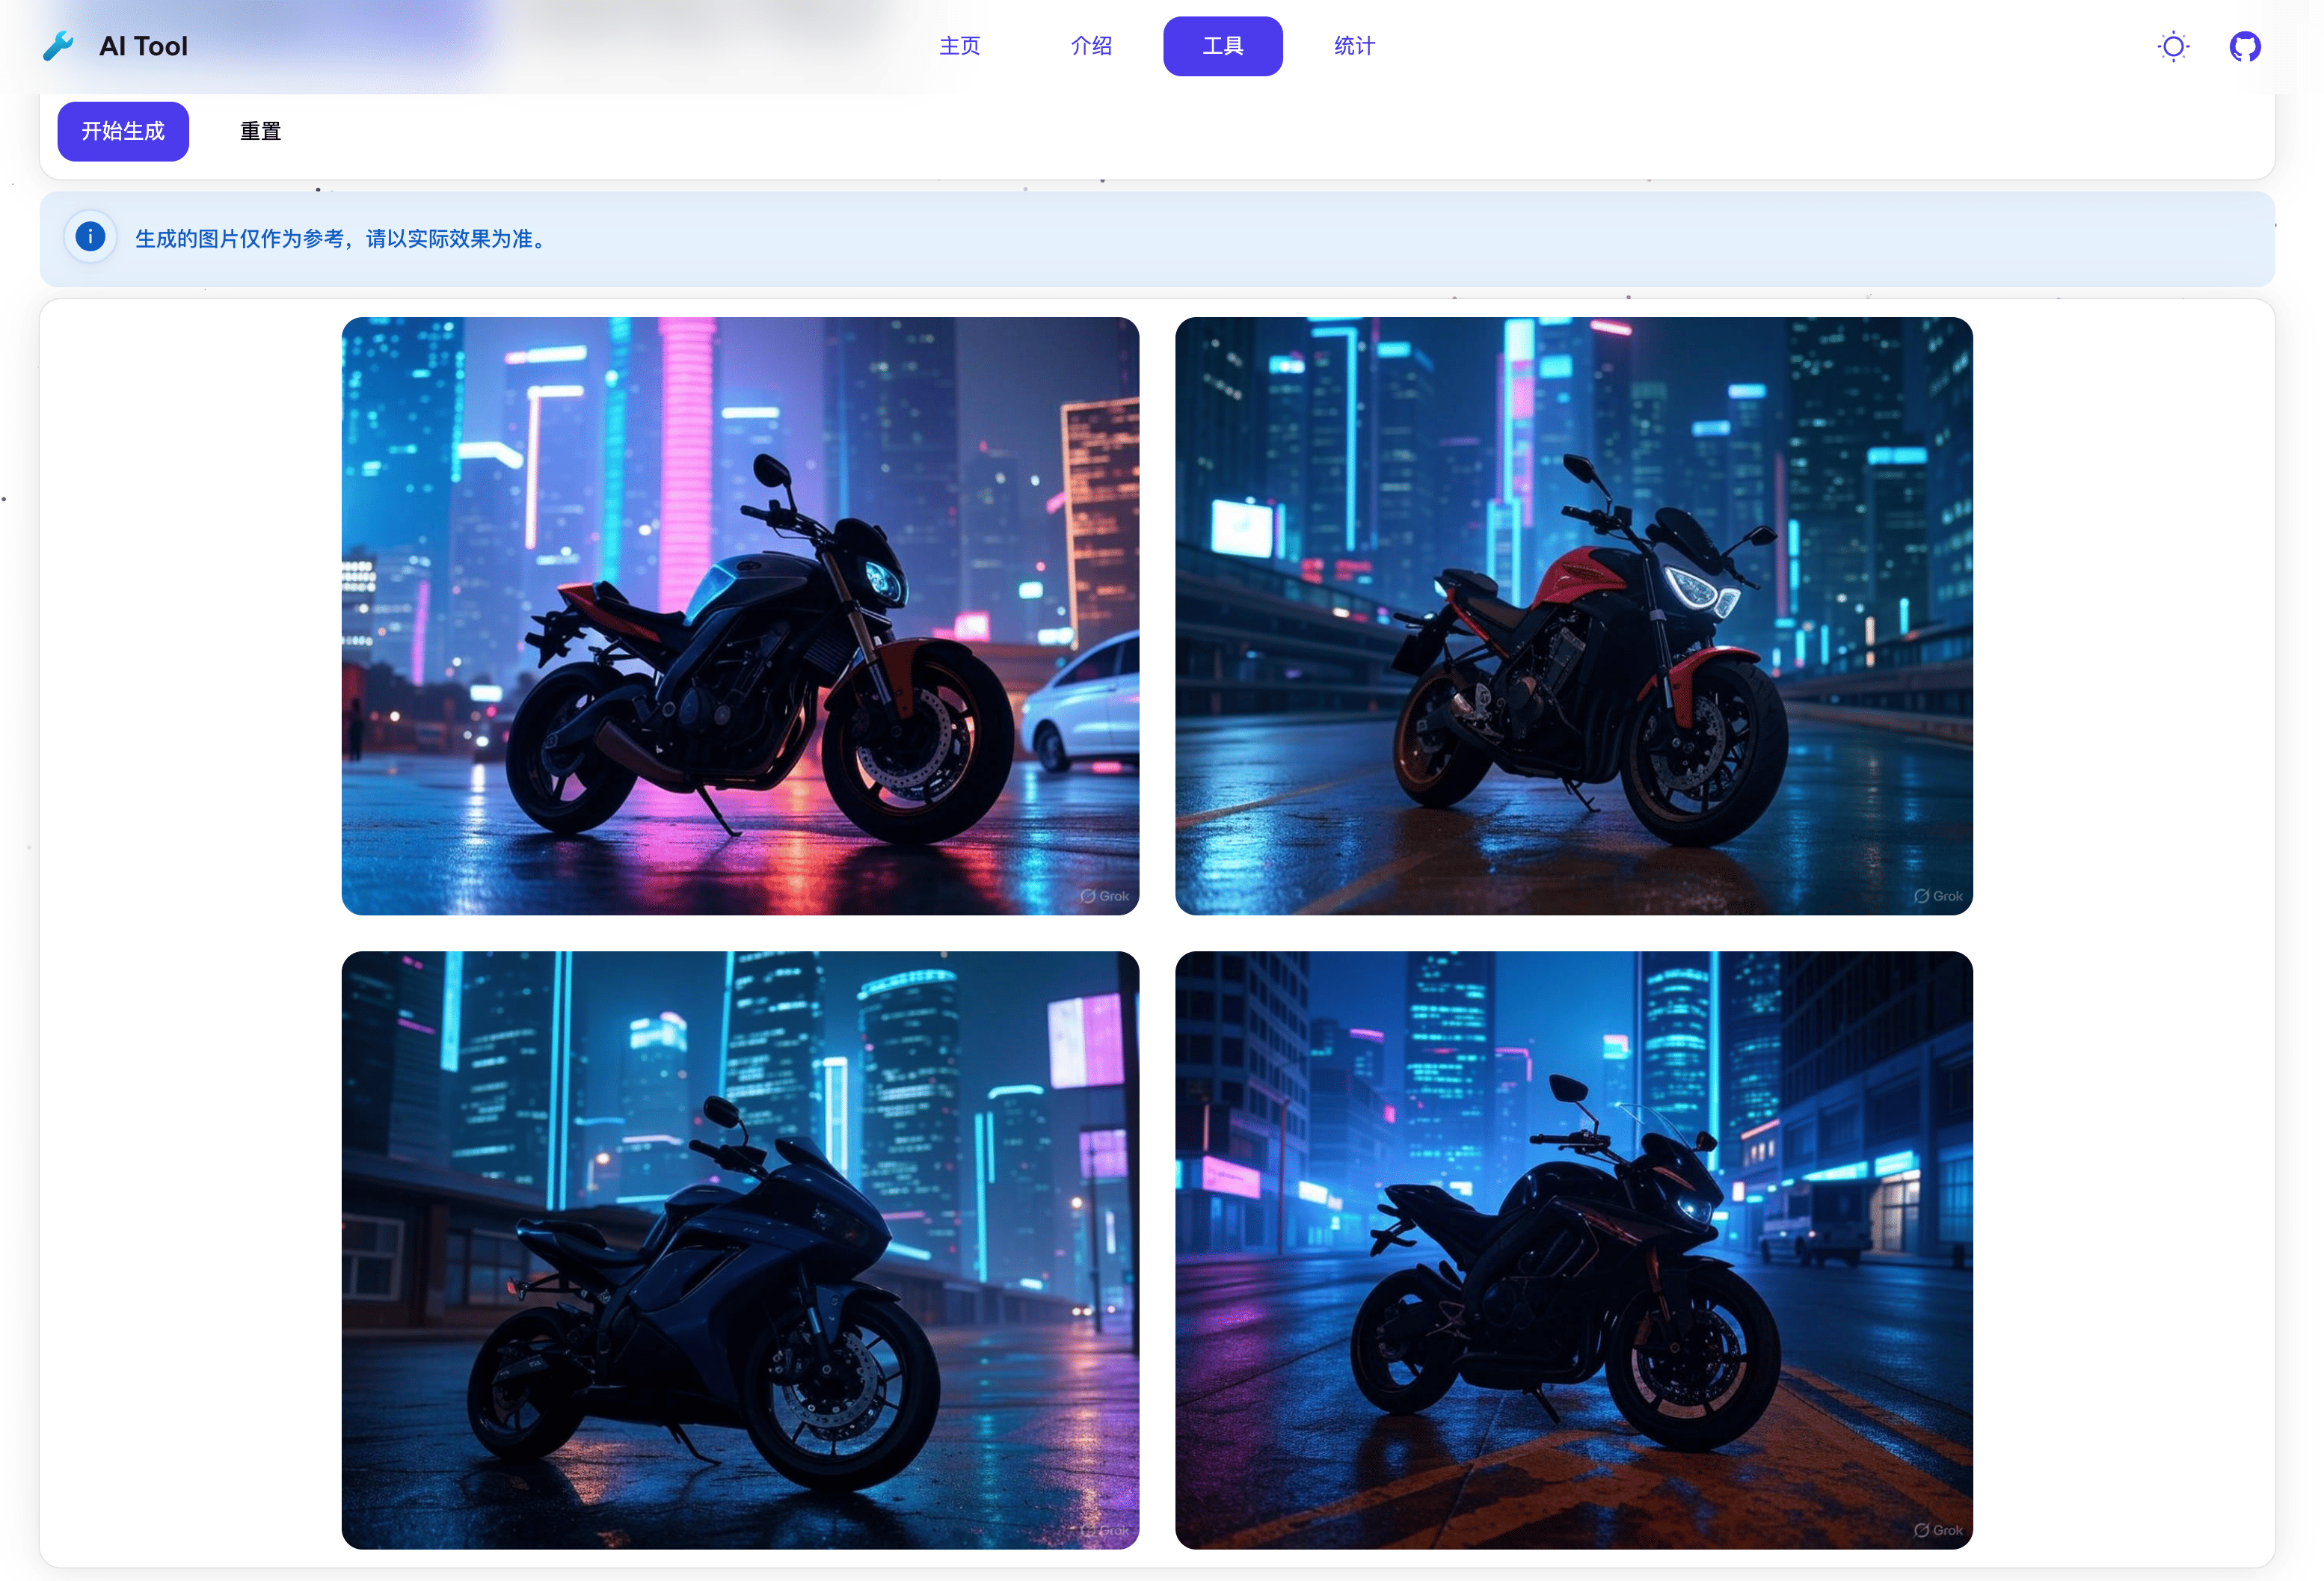 AI Tool
主页
介绍
工具
统计
开始生成
重置
生成的图片仅作为参考，请以实际效果为准。
Grok
Grok
Grok
Grok